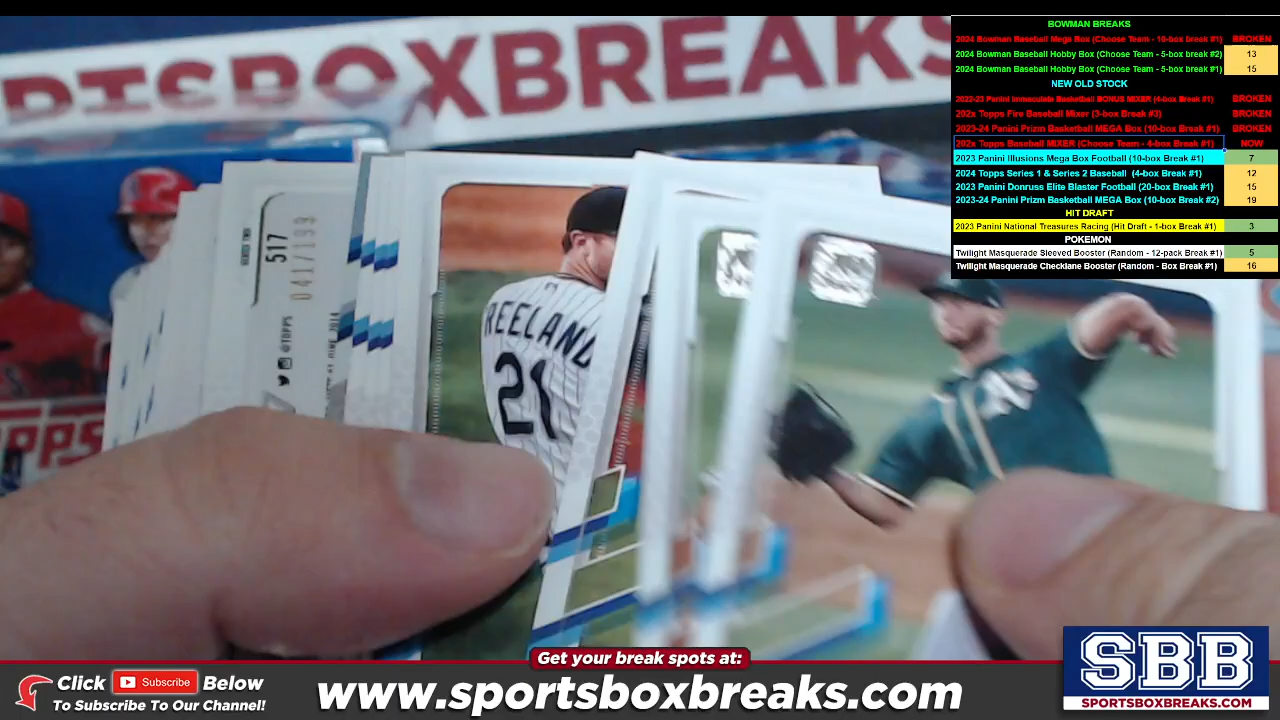 RISBOXBREAKS
BOWMAN BREAKS
2024 Bowman Baseball Mega Box (Choose Team - 10-box break #1) BROKEN
2024 Bowman Baseball Hobby Box (Choose Team - 5-box break #2) 13
2024 Bowman Baseball Hobby Box (Choose Team - 5-box break #1) 15
NEW OLD STOCK
2022-23 Panini Immaculate Basketball BONUS MIXER (4-box Break #1) BROKEN
202x Topps Fire Baseball Mixer (3-box Break #3) BROKEN
2023-24 Panini Prizm Basketball MEGA Box (10-box Break #1) BROKEN
202x Topps Baseball MIXER (Choose Team - 4-box Break #1) NOW
2023 Panini Illusions Mega Box Football (10-box Break #1) 7
2024 Topps Series 1 & Series 2 Baseball (4-box Break #1) 12
2023 Panini Donruss Elite Blaster Football (20-box Break #1) 15
2023-24 Panini Prizm Basketball MEGA Box (10-box Break #2) 19
HIT DRAFT
2023 Panini National Treasures Racing (Hit Draft - 1-box Break #1) 3
POKEMON
Twilight Masquerade Sleeved Booster (Random - 12-pack Break #1) 5
Twilight Masquerade Checklane Booster (Random - Box Break #1) 16
517
041/199
@TOPPS
REELAND
21
OPPS
Get your break spots at:
Click Subscribe Below
To Subscribe To Our Channel!
www.sportsboxbreaks.com
SBB
SPORTSBOXBREAKS.COM